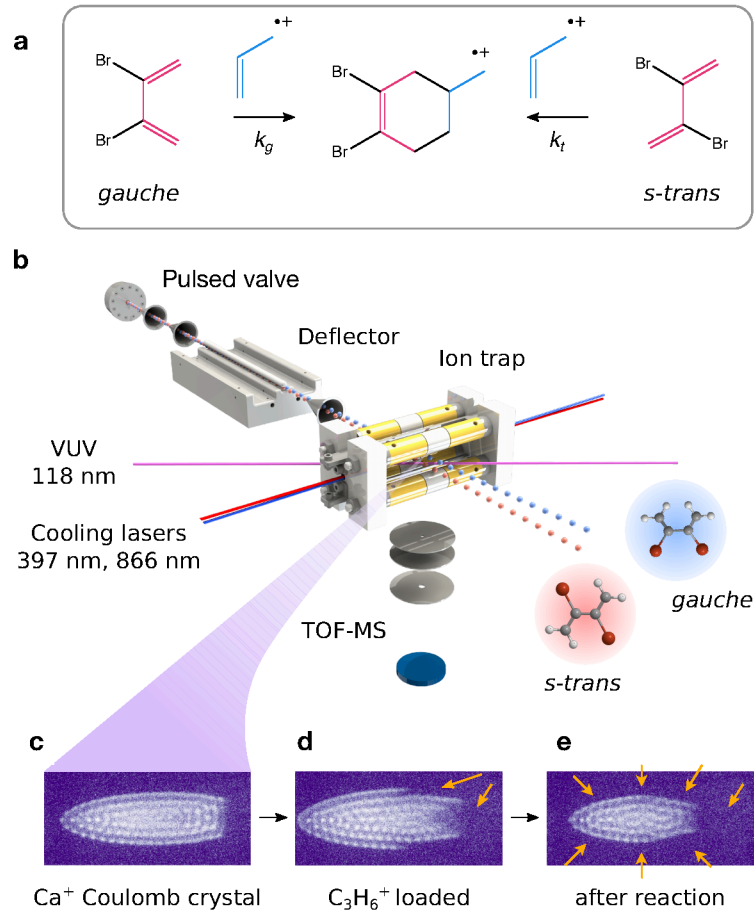 a
•+
•+
•+
Br
Br
Br
Br
Br
Br
k_g
k_t
gauche
s-trans
b
Pulsed valve
Deflector
Ion trap
VUV
118 nm
Cooling lasers
397 nm, 866 nm
TOF-MS
gauche
s-trans
c
d
e
Ca⁺ Coulomb crystal
C₃H₆⁺ loaded
after reaction